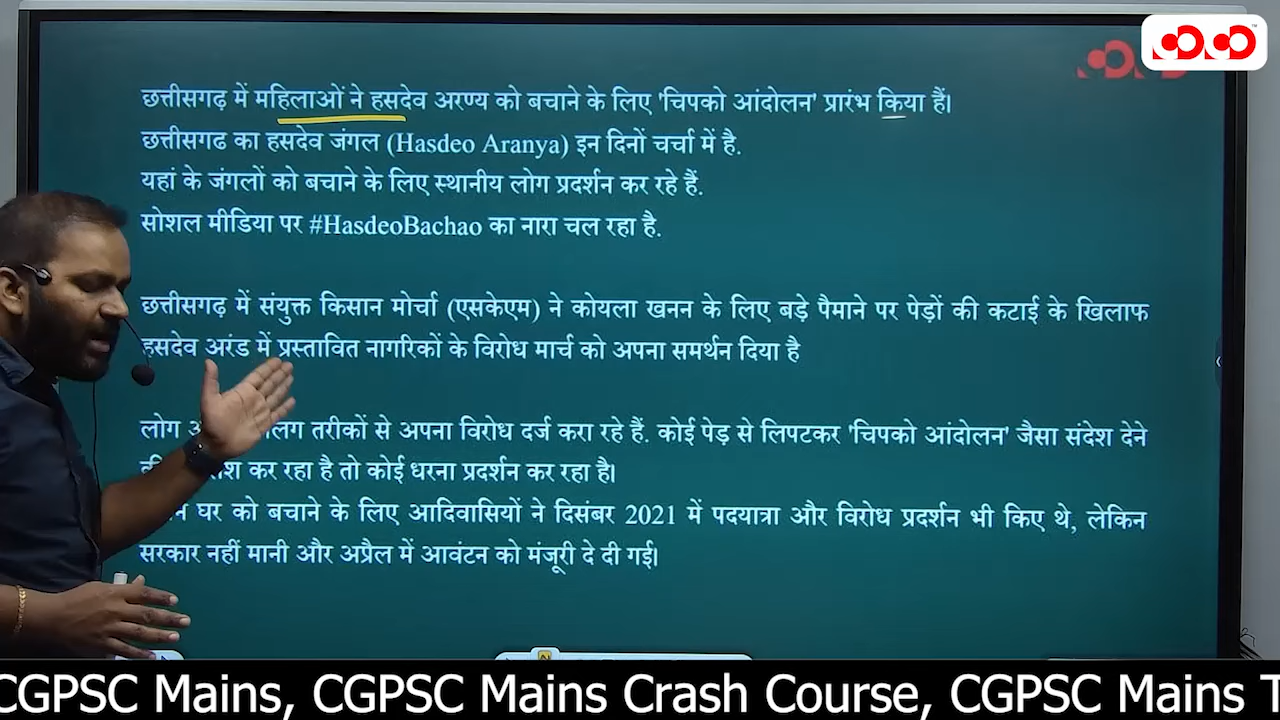 छत्तीसगढ़ में महिलाओं ने हसदेव अरण्य को बचाने के लिए 'चिपको आंदोलन' प्रारंभ किया हैं।
छत्तीसगढ का हसदेव जंगल (Hasdeo Aranya) इन दिनों चर्चा में है.
यहां के जंगलों को बचाने के लिए स्थानीय लोग प्रदर्शन कर रहे हैं.
सोशल मीडिया पर #HasdeoBachao का नारा चल रहा है.
छत्तीसगढ़ में संयुक्त किसान मोर्चा (एसकेएम) ने कोयला खनन के लिए बड़े पैमाने पर पेड़ों की कटाई के खिलाफ
हसदेव अरंड में प्रस्तावित नागरिकों के विरोध मार्च को अपना समर्थन दिया है
लोग तरीकों से अपना विरोध दर्ज करा रहे हैं. कोई पेड़ से लिपटकर 'चिपको आंदोलन' जैसा संदेश देने
कर रहा है तो कोई धरना प्रदर्शन कर रहा है।
घर को बचाने के लिए आदिवासियों ने दिसंबर 2021 में पदयात्रा और विरोध प्रदर्शन भी किए थे, लेकिन
सरकार नहीं मानी और अप्रैल में आवंटन को मंजूरी दे दी गई।
CGPSC Mains, CGPSC Mains Crash Course, CGPSC Mains T